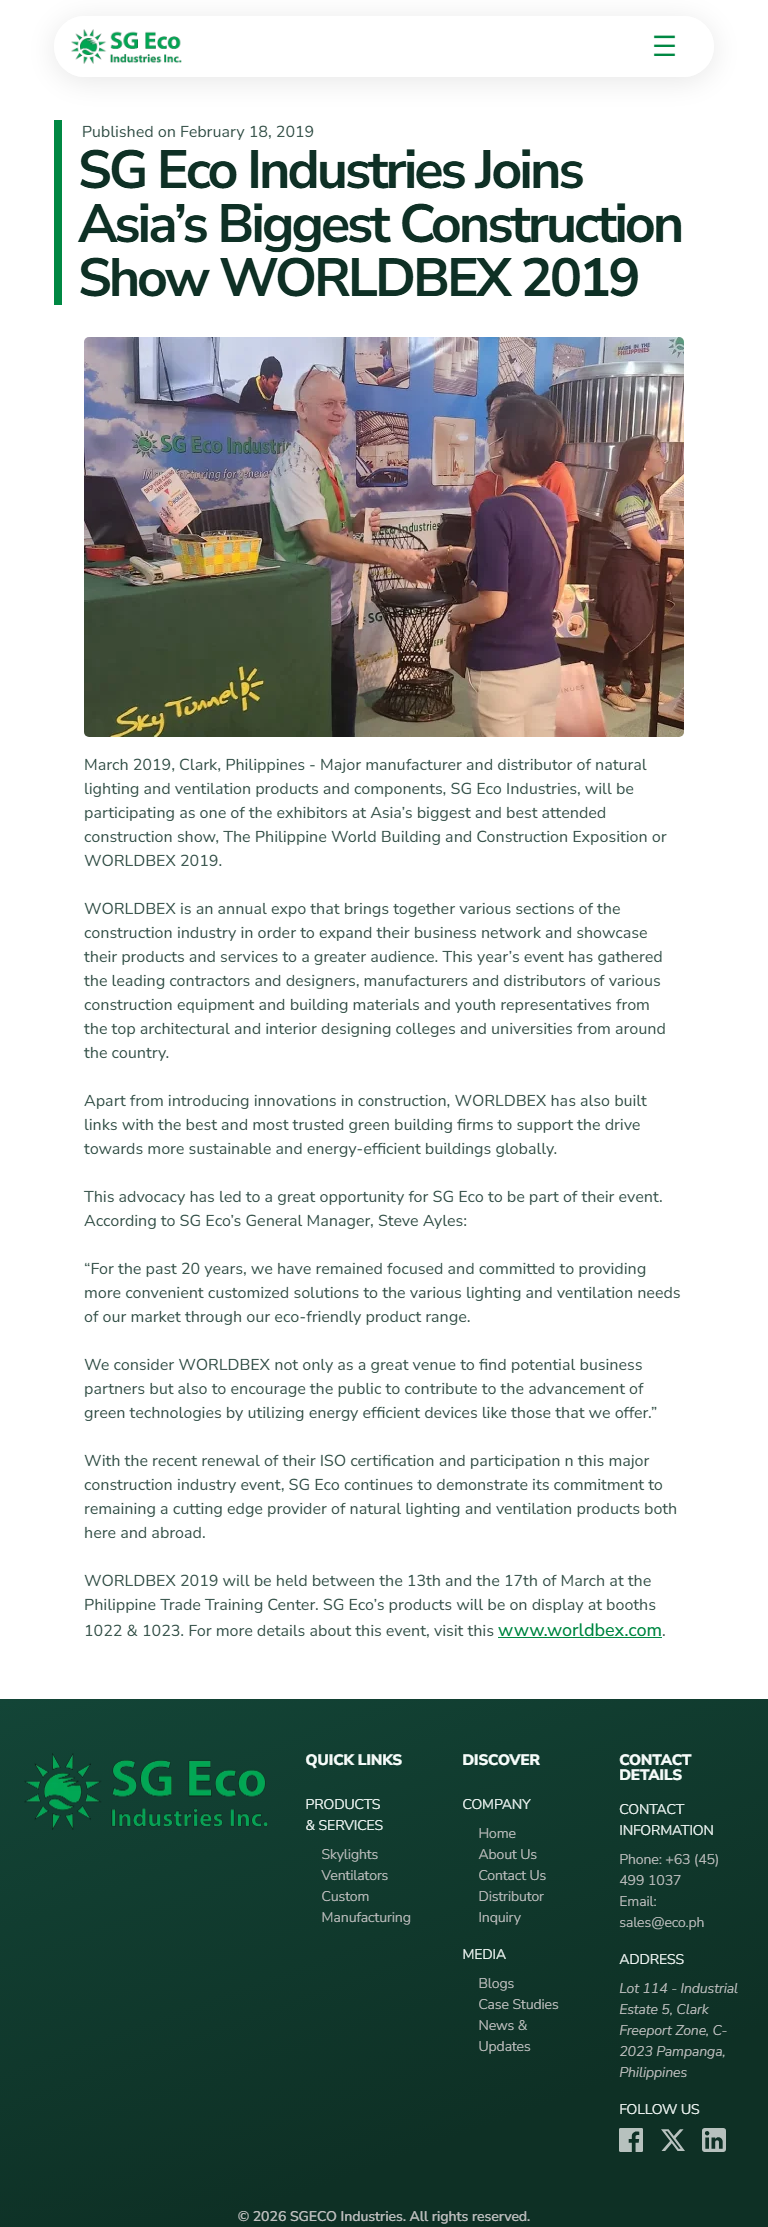 SG Eco
Industries Inc.
☰
Published on February 18, 2019
SG Eco Industries Joins
Asia’s Biggest Construction
Show WORLDBEX 2019
MADE IN THE
PHILIPPINES
SG Eco Industri
Sky Tunnel
March 2019, Clark, Philippines - Major manufacturer and distributor of natural
lighting and ventilation products and components, SG Eco Industries, will be
participating as one of the exhibitors at Asia’s biggest and best attended
construction show, The Philippine World Building and Construction Exposition or
WORLDBEX 2019.
WORLDBEX is an annual expo that brings together various sections of the
construction industry in order to expand their business network and showcase
their products and services to a greater audience. This year’s event has gathered
the leading contractors and designers, manufacturers and distributors of various
construction equipment and building materials and youth representatives from
the top architectural and interior designing colleges and universities from around
the country.
Apart from introducing innovations in construction, WORLDBEX has also built
links with the best and most trusted green building firms to support the drive
towards more sustainable and energy-efficient buildings globally.
This advocacy has led to a great opportunity for SG Eco to be part of their event.
According to SG Eco’s General Manager, Steve Ayles:
“For the past 20 years, we have remained focused and committed to providing
more convenient customized solutions to the various lighting and ventilation needs
of our market through our eco-friendly product range.
We consider WORLDBEX not only as a great venue to find potential business
partners but also to encourage the public to contribute to the advancement of
green technologies by utilizing energy efficient devices like those that we offer.”
With the recent renewal of their ISO certification and participation n this major
construction industry event, SG Eco continues to demonstrate its commitment to
remaining a cutting edge provider of natural lighting and ventilation products both
here and abroad.
WORLDBEX 2019 will be held between the 13th and the 17th of March at the
Philippine Trade Training Center. SG Eco’s products will be on display at booths
1022 & 1023. For more details about this event, visit this www.worldbex.com.
SG Eco
Industries Inc.
QUICK LINKS
PRODUCTS
& SERVICES
Skylights
Ventilators
Custom
Manufacturing
DISCOVER
COMPANY
Home
About Us
Contact Us
Distributor
Inquiry
MEDIA
Blogs
Case Studies
News &
Updates
CONTACT
DETAILS
CONTACT
INFORMATION
Phone: +63 (45)
499 1037
Email:
sales@eco.ph
ADDRESS
Lot 114 - Industrial
Estate 5, Clark
Freeport Zone, C-
2023 Pampanga,
Philippines
FOLLOW US
© 2026 SGECO Industries. All rights reserved.